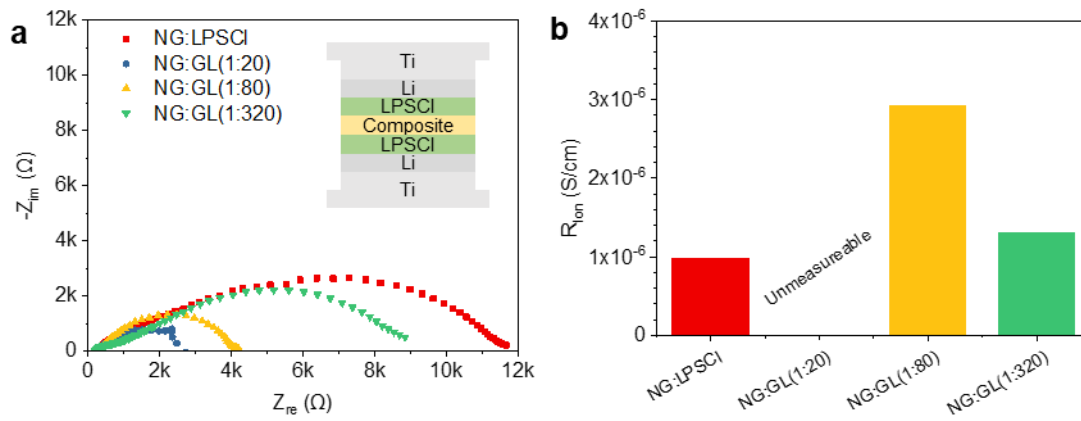 a
12k
10k
8k
6k
4k
2k
0
-Z_im (Ω)
NG:LPSCl
NG:GL(1:20)
NG:GL(1:80)
NG:GL(1:320)
Ti
Li
LPSCl
Composite
LPSCl
Li
Ti
0 2k 4k 6k 8k 10k 12k
Z_re (Ω)
b
4x10⁻⁶
3x10⁻⁶
2x10⁻⁶
1x10⁻⁶
0
R_Ion (S/cm)
Unmeasureable
NG:LPSCl
NG:GL(1:20)
NG:GL(1:80)
NG:GL(1:320)